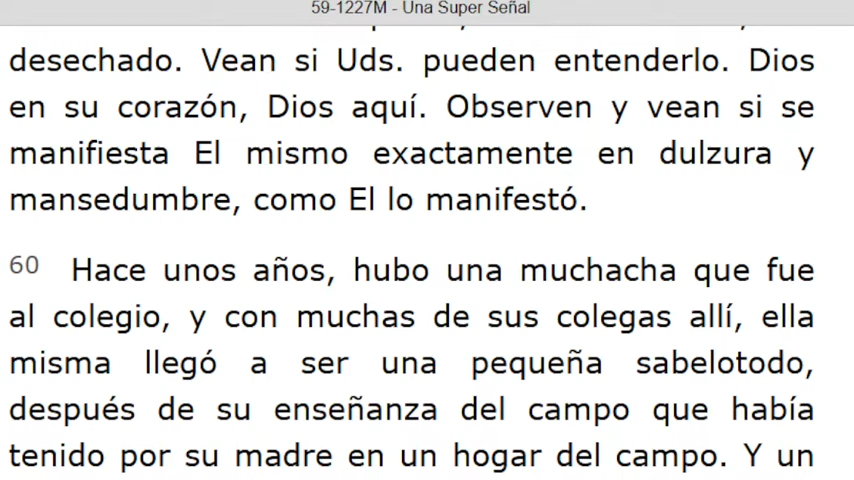 59-1227M - Una Super Señal
desechado. Vean si Uds. pueden entenderlo. Dios
en su corazón, Dios aquí. Observen y vean si se
manifiesta El mismo exactamente en dulzura y
mansedumbre, como El lo manifestó.
60 Hace unos años, hubo una muchacha que fue
al colegio, y con muchas de sus colegas allí, ella
misma llegó a ser una pequeña sabelotodo,
después de su enseñanza del campo que había
tenido por su madre en un hogar del campo. Y un